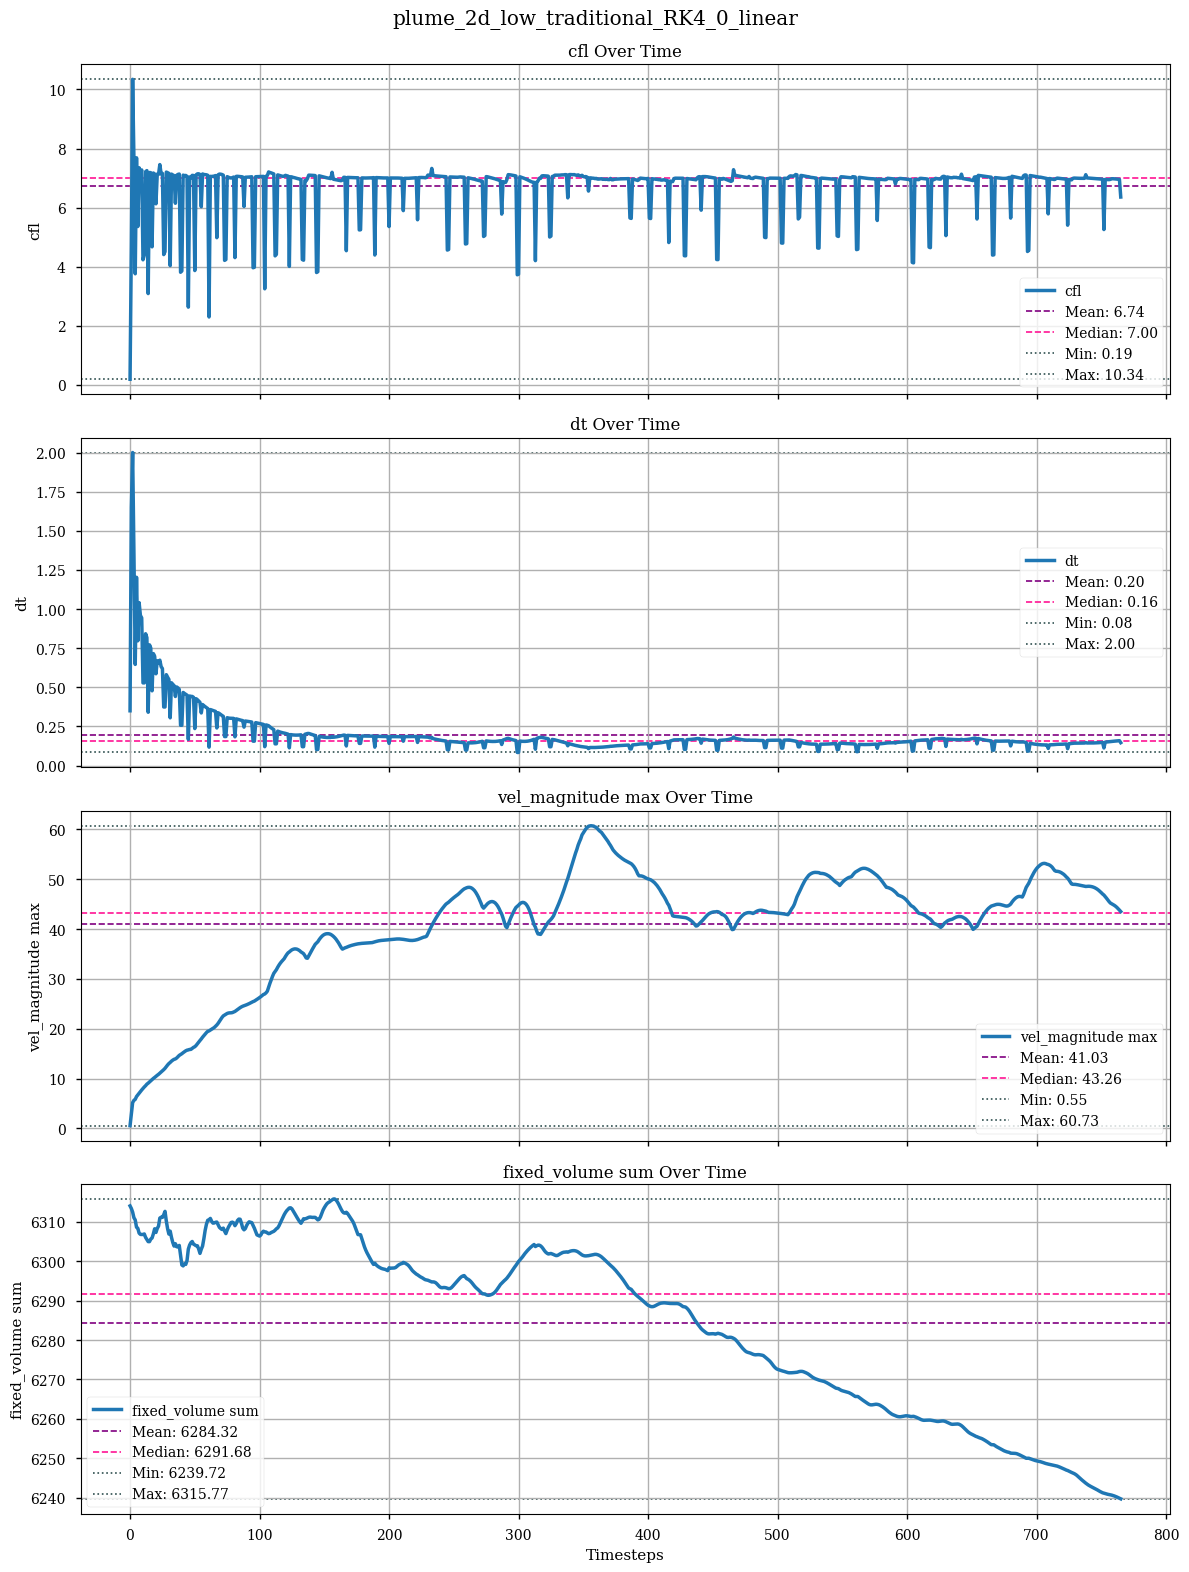 plume_2d_low_traditional_RK4_0_linear
cfl Over Time
10
8
6
4
2
0
cfl
cfl
Mean: 6.74
Median: 7.00
Min: 0.19
Max: 10.34
dt Over Time
2.00
1.75
1.50
1.25
1.00
0.75
0.50
0.25
0.00
dt
dt
Mean: 0.20
Median: 0.16
Min: 0.08
Max: 2.00
vel_magnitude max Over Time
60
50
40
30
20
10
0
vel_magnitude max
vel_magnitude max
Mean: 41.03
Median: 43.26
Min: 0.55
Max: 60.73
fixed_volume sum Over Time
6310
6300
6290
6280
6270
6260
6250
6240
fixed_volume sum
fixed_volume sum
Mean: 6284.32
Median: 6291.68
Min: 6239.72
Max: 6315.77
0 100 200 300 400 500 600 700 800
Timesteps